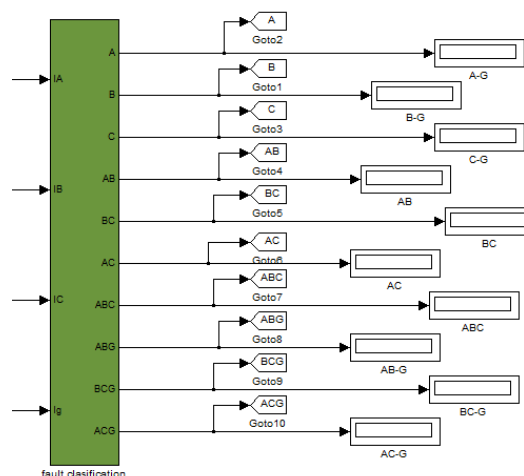 A
Goto2
A
A-G
IA
B
Goto1
B
B-G
C
Goto3
C
C-G
AB
Goto4
AB
AB
IB
BC
Goto5
BC
BC
AC
Goto6
AC
AC
IC
ABC
Goto7
ABC
ABC
ABG
Goto8
ABG
AB-G
BCG
Goto9
BCG
BC-G
Ig
ACG
Goto10
ACG
AC-G
fault clasification